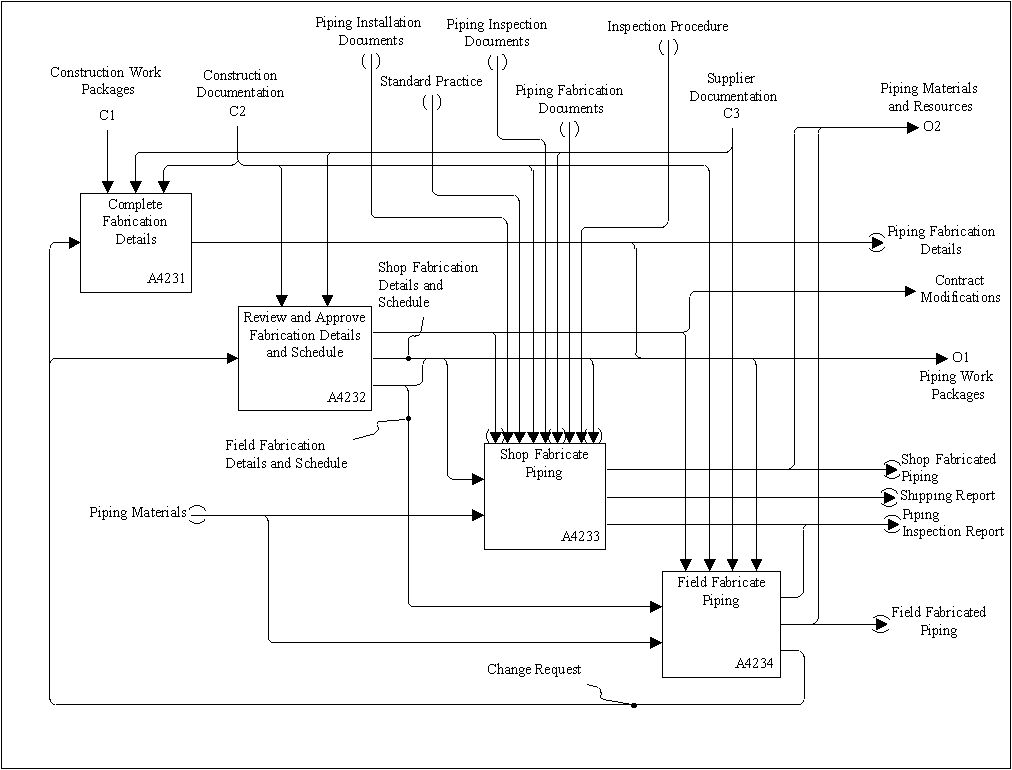 Piping Installation
Documents
Piping Inspection
Documents
Inspection Procedure
Construction Work
Packages
C1
Construction
Documentation
C2
Standard Practice
Piping Fabrication
Documents
Supplier
Documentation
C3
Piping Materials
and Resources
O2
Complete
Fabrication
Details
A4231
Piping Fabrication
Details
Shop Fabrication
Details and
Schedule
Contract
Modifications
Review and Approve
Fabrication Details
and Schedule
A4232
O1
Piping Work
Packages
Field Fabrication
Details and Schedule
Shop Fabricate
Piping
A4233
Shop Fabricated
Piping
Shipping Report
Piping
Inspection Report
Piping Materials
Field Fabricate
Piping
A4234
Field Fabricated
Piping
Change Request